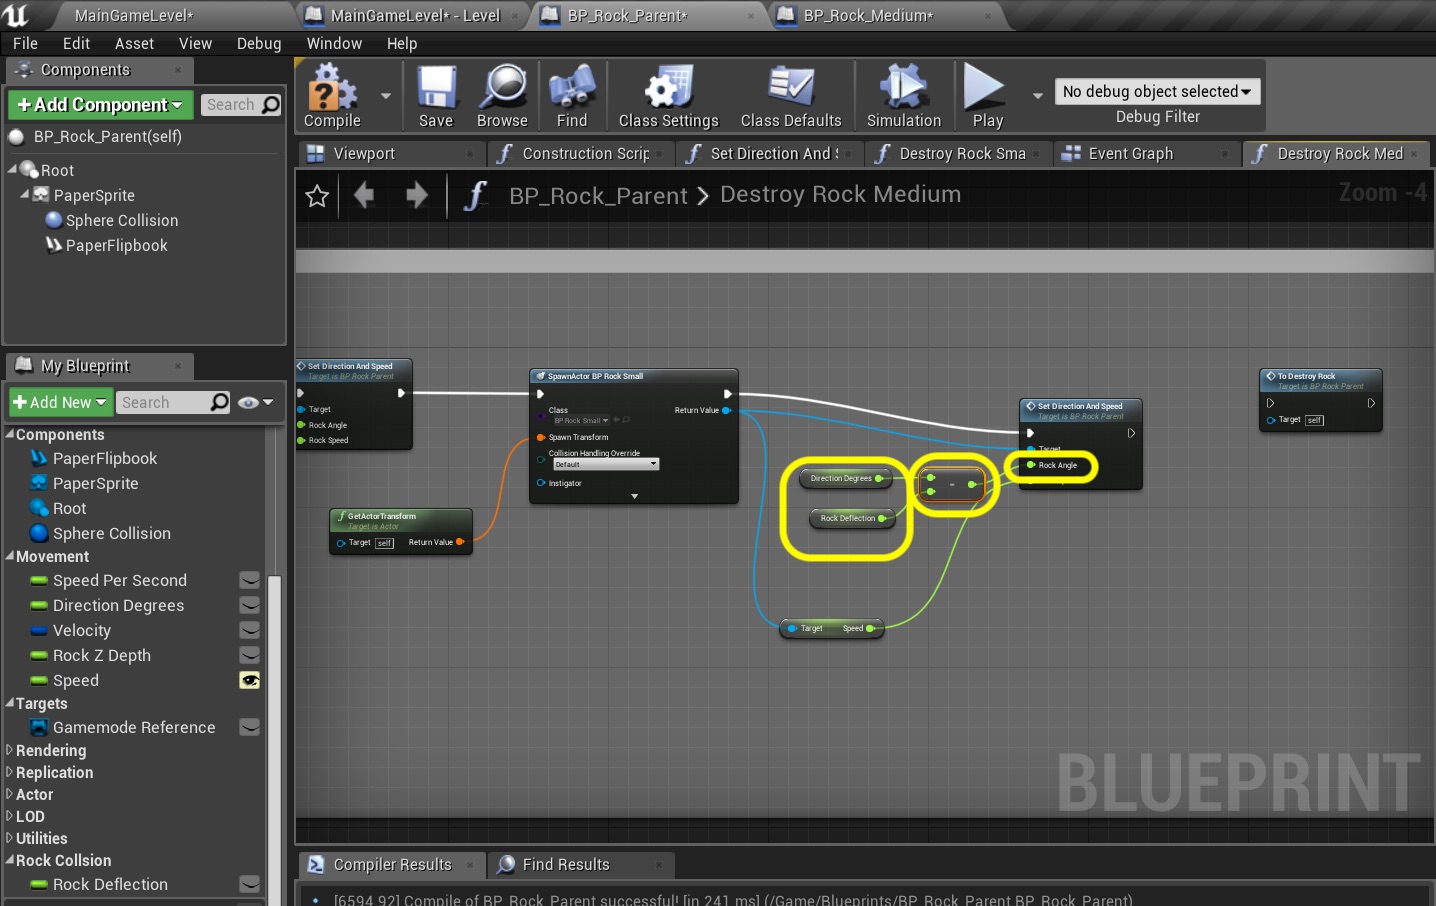 MainGameLevel*
MainGameLevel* - Level
BP_Rock_Parent*
BP_Rock_Medium*
File Edit Asset View Debug Window Help
Components
+Add Component
Search
BP_Rock_Parent(self)
Root
PaperSprite
Sphere Collision
PaperFlipbook
Compile
Save
Browse
Find
Class Settings
Class Defaults
Simulation
Play
No debug object selected
Debug Filter
Viewport
Construction Scrip
Set Direction And
Destroy Rock Sma
Event Graph
Destroy Rock Med
BP_Rock_Parent > Destroy Rock Medium
Zoom -4
My Blueprint
+Add New
Search
Components
PaperFlipbook
PaperSprite
Root
Sphere Collision
Movement
Speed Per Second
Direction Degrees
Velocity
Rock Z Depth
Speed
Targets
Gamemode Reference
Rendering
Replication
Actor
LOD
Utilities
Rock Collsion
Rock Deflection
Set Direction And Speed
Target is BP Rock Parent
Target
Rock Angle
Rock Speed
SpawnActor BP Rock Small
Class
BP Rock Small
Return Value
Spawn Transform
Collision Handling Override
Default
Instigator
GetActorTransform
Target is Actor
Target self
Return Value
Direction Degrees
Rock Deflection
-
Set Direction And Speed
Target is BP Rock Parent
Target
Rock Angle
Target Speed
To Destroy Rock
Target is BP Rock Parent
Target self
BLUEPRINT
Compiler Results
Find Results
[6594.92] Compile of BP_Rock_Parent successful! [in 241 ms] (/Game/Blueprints/BP_Rock_Parent.BP_Rock_Parent)